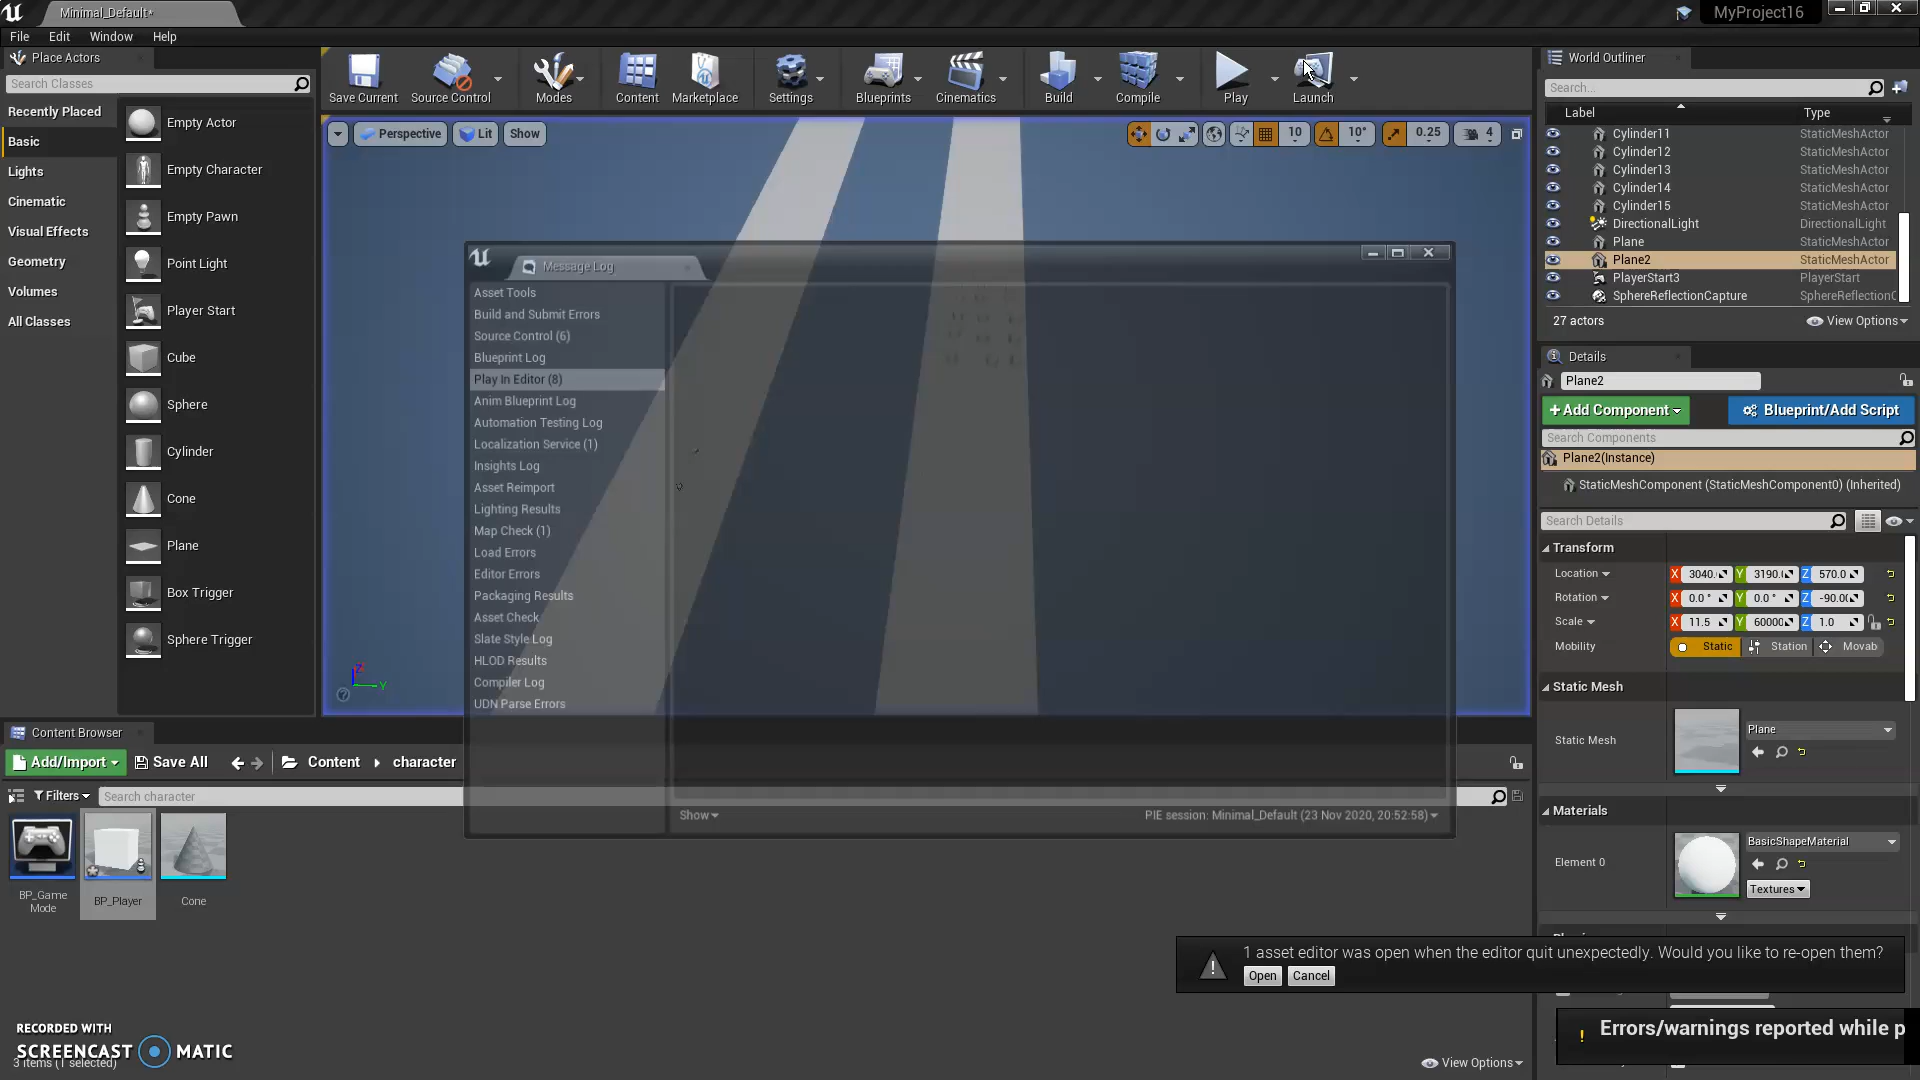 Minimal_Default*
MyProject16
File Edit Window Help
Place Actors
Search Classes
Recently Placed
Basic
Lights
Cinematic
Visual Effects
Geometry
Volumes
All Classes
Empty Actor
Empty Character
Empty Pawn
Point Light
Player Start
Cube
Sphere
Cylinder
Cone
Plane
Box Trigger
Sphere Trigger
Save Current Source Control Modes Content Marketplace Settings Blueprints Cinematics Build Compile Play Launch
Perspective Lit Show 10 10° 0.25 4
Message Log
Asset Tools
Build and Submit Errors
Source Control (6)
Blueprint Log
Play In Editor (8)
Anim Blueprint Log
Automation Testing Log
Localization Service (1)
Insights Log
Asset Reimport
Lighting Results
Map Check (1)
Load Errors
Editor Errors
Packaging Results
Asset Check
Slate Style Log
HLOD Results
Compiler Log
UDN Parse Errors
Show
PIE session: Minimal_Default (23 Nov 2020, 20:52:58)
Z
Y
World Outliner
Search...
Label Type
Cylinder11 StaticMeshActor
Cylinder12 StaticMeshActor
Cylinder13 StaticMeshActor
Cylinder14 StaticMeshActor
Cylinder15 StaticMeshActor
DirectionalLight DirectionalLight
Plane StaticMeshActor
Plane2 StaticMeshActor
PlayerStart3 PlayerStart
SphereReflectionCapture SphereReflectionC
27 actors View Options
Details
Plane2
+Add Component Blueprint/Add Script
Search Components
Plane2(Instance)
StaticMeshComponent (StaticMeshComponent0) (Inherited)
Search Details
Transform
Location X 3040. Y 3190.( Z 570.0
Rotation X 0.0 ° Y 0.0 ° Z -90.0(
Scale X 11.5 Y 60000 Z 1.0
Mobility Static Station Movab
Static Mesh
Static Mesh Plane
Materials
Element 0 BasicShapeMaterial
Textures
Content Browser
Add/Import Save All Content character
Filters Search character
BP_Game
Mode
BP_Player
Cone
1 asset editor was open when the editor quit unexpectedly. Would you like to re-open them?
Open Cancel
Errors/warnings reported while p
RECORDED WITH
SCREENCAST MATIC
3 items (1 selected)
View Options